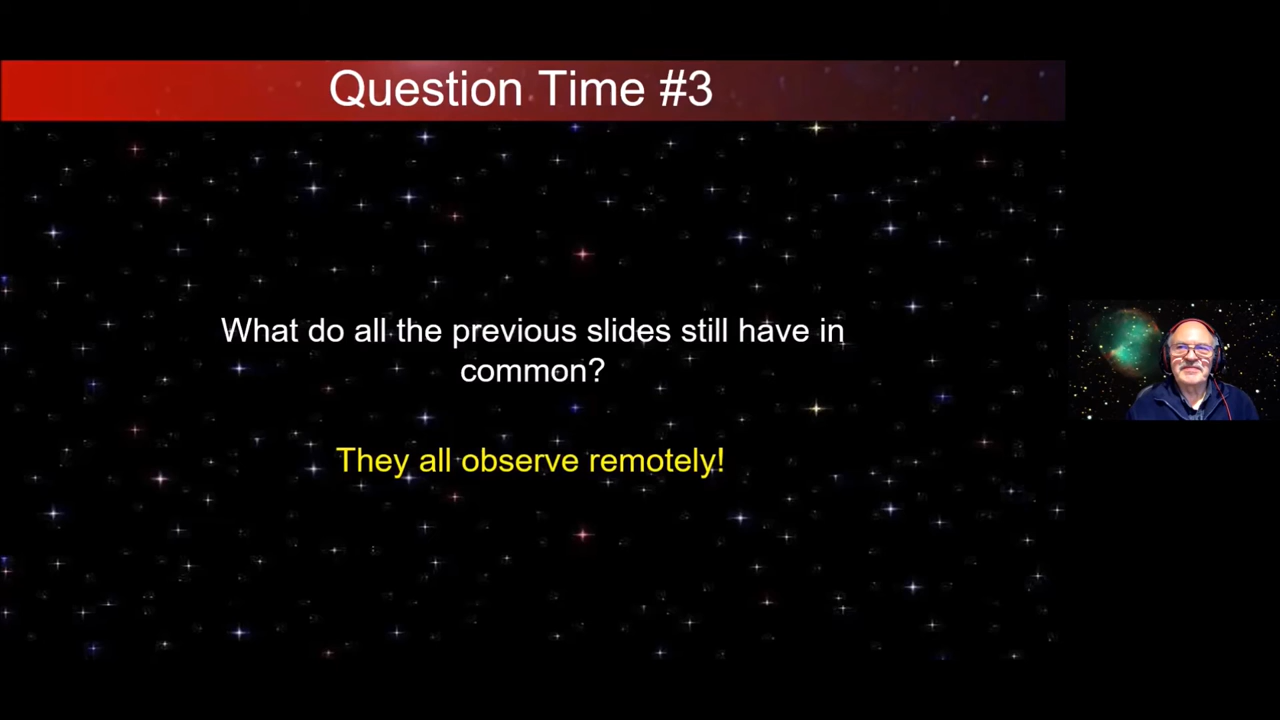 Question Time #3
What do all the previous slides still have in
common?
They all observe remotely!